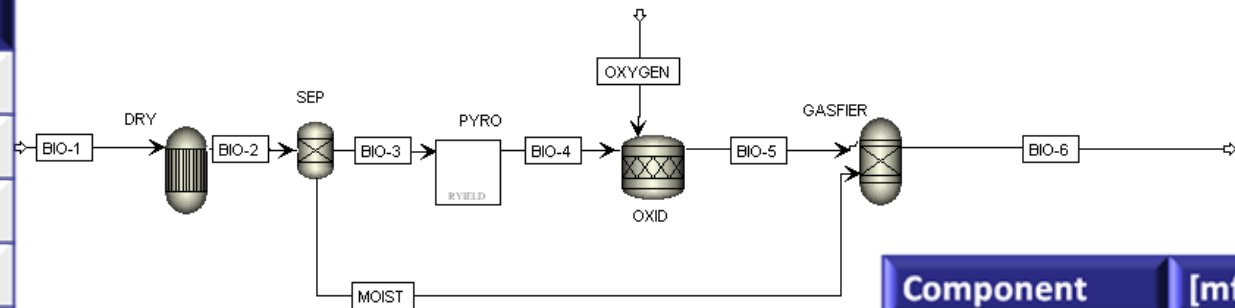 OXYGEN
SEP
GASFIER
DRY
PYRO
BIO-1
BIO-2
BIO-3
BIO-4
BIO-5
BIO-6
RYIELD
OXID
MOIST
Component